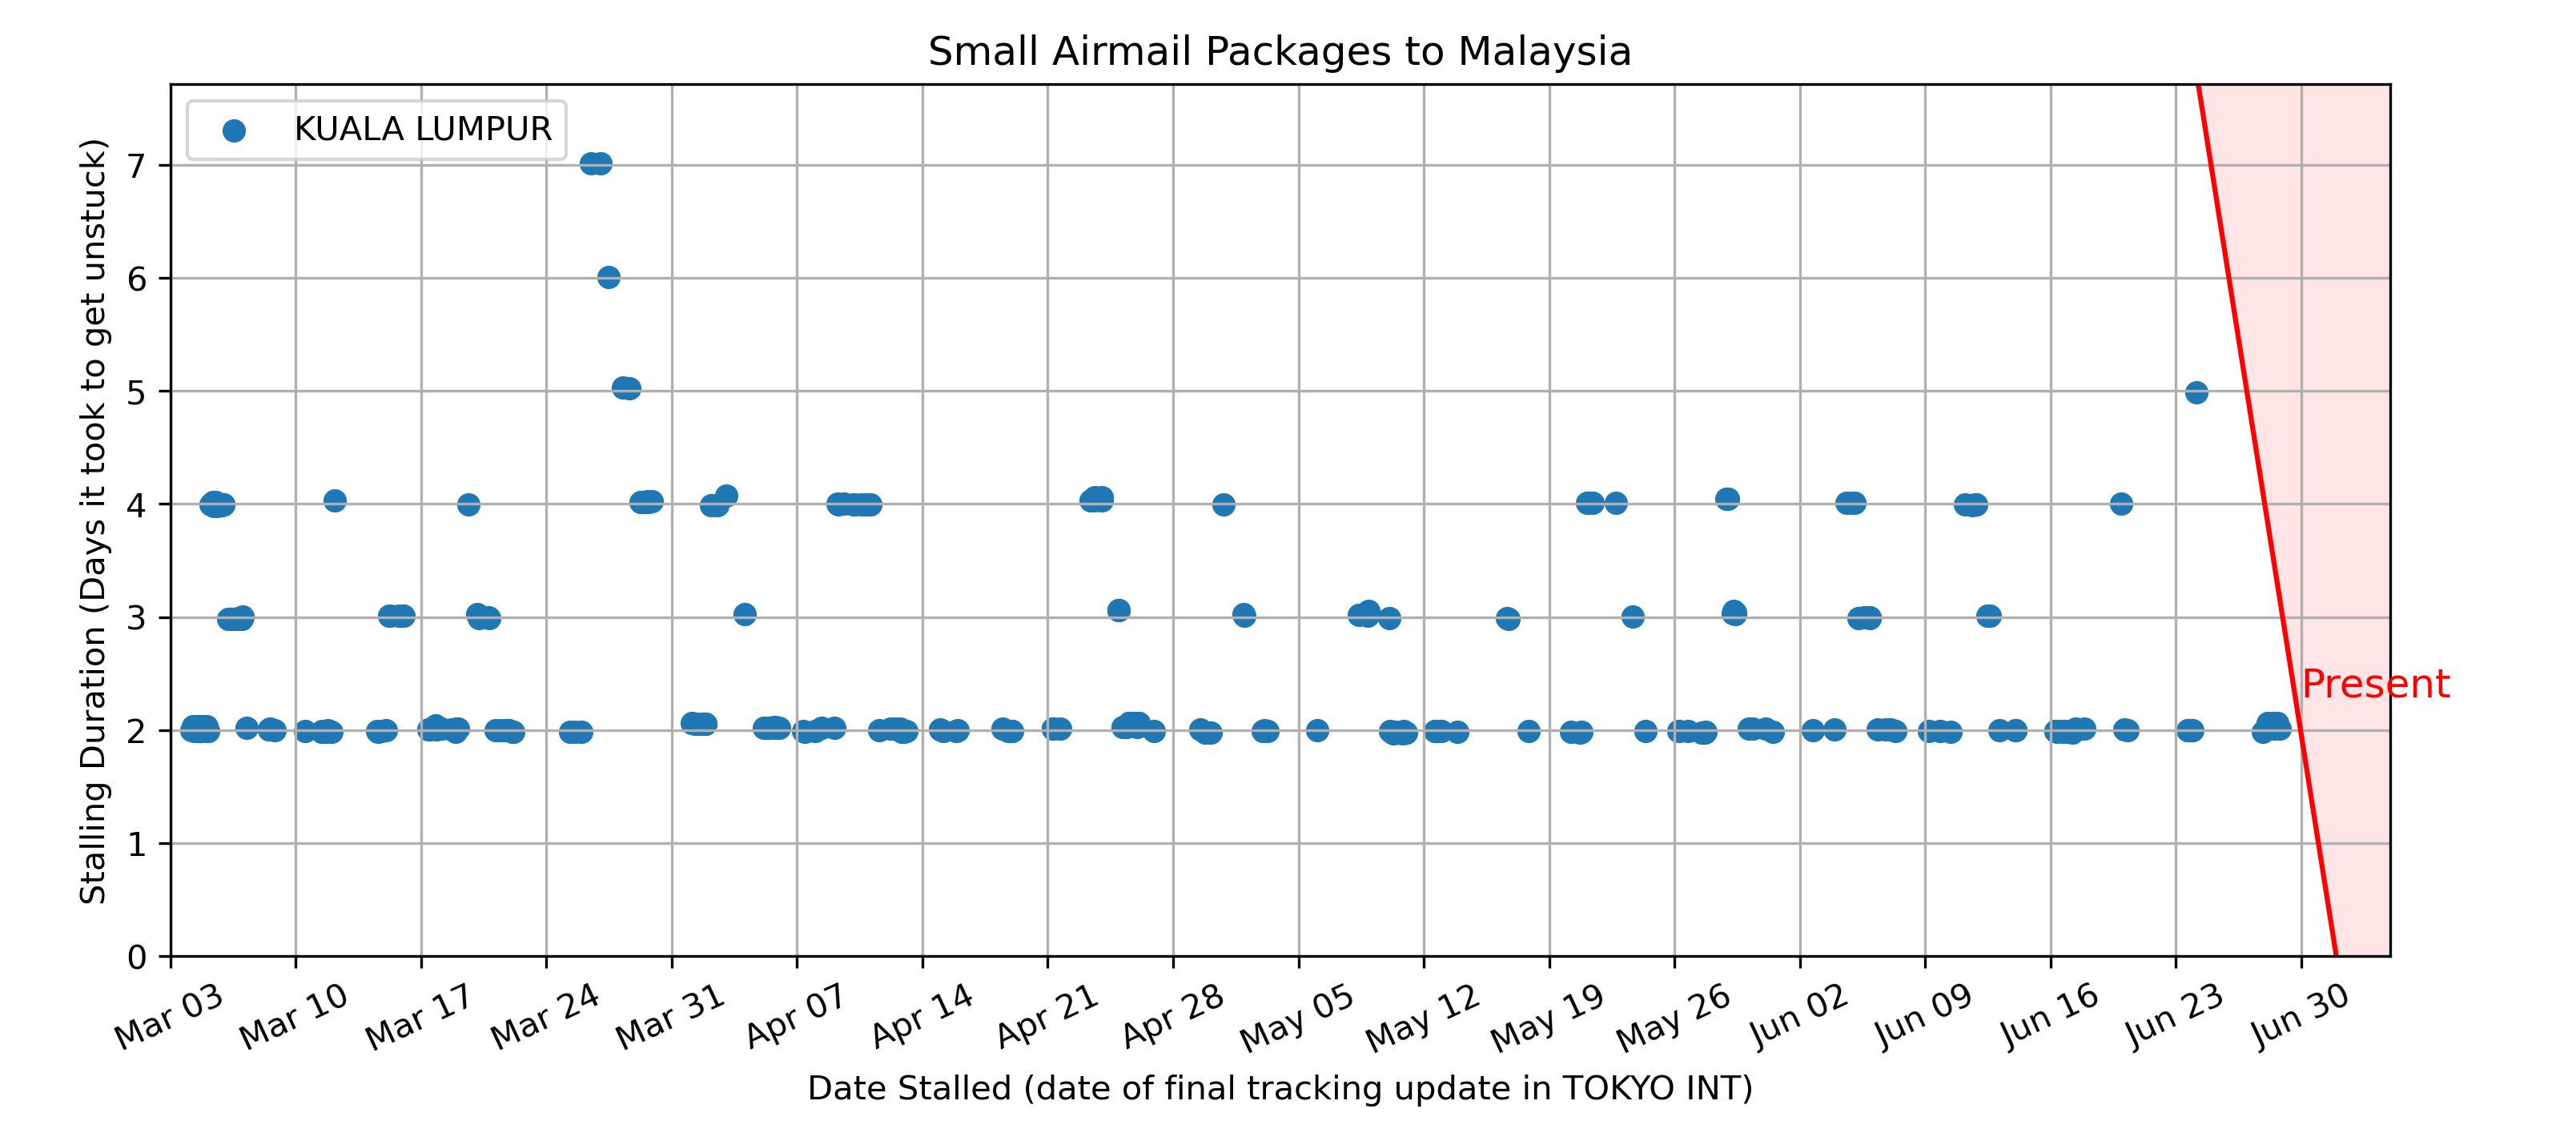 Small Airmail Packages to Malaysia
KUALA LUMPUR
Stalling Duration (Days it took to get unstuck)
7
6
5
4
3
2
1
0
Present
Mar 03
Mar 10
Mar 17
Mar 24
Mar 31
Apr 07
Apr 14
Apr 21
Apr 28
May 05
May 12
May 19
May 26
Jun 02
Jun 09
Jun 16
Jun 23
Jun 30
Date Stalled (date of final tracking update in TOKYO INT)